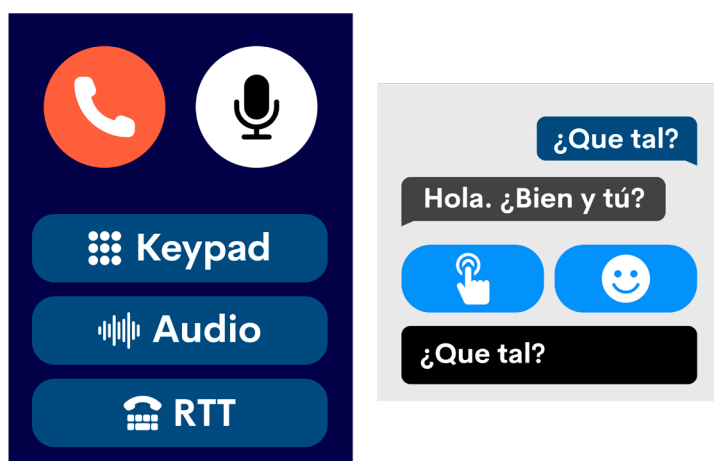 Keypad
Audio
RTT
¿Que tal?
Hola. ¿Bien y tú?
¿Que tal?